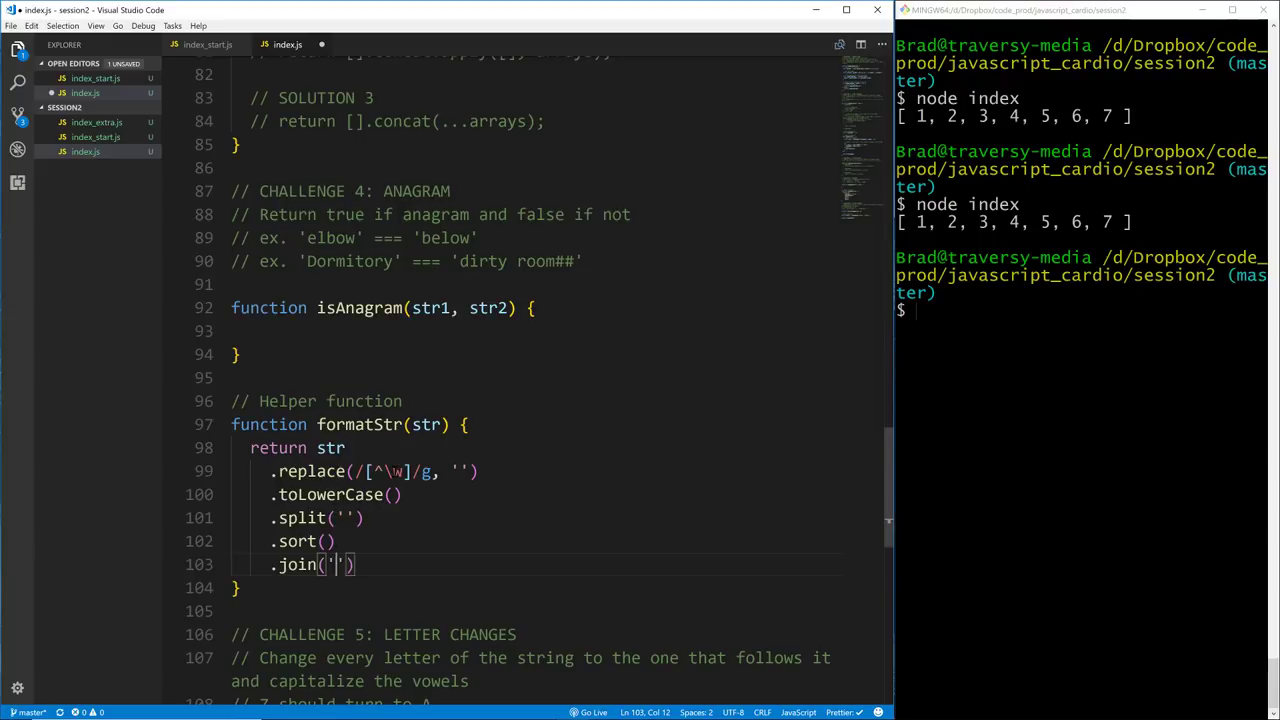 index.js - session2 - Visual Studio Code
File Edit Selection View Go Debug Tasks Help
EXPLORER
OPEN EDITORS 1 UNSAVED
index_start.js U
index.js U
SESSION2
index_extra.js U
index_start.js U
index.js U
index_start.js
index.js
82
83 // SOLUTION 3
84 // return [].concat(...arrays);
85 }
86
87 CHALLENGE 4: ANAGRAM
88 // Return true if anagram and false if not
89 // ex. 'elbow' === 'below'
90 // ex. 'Dormitory' === 'dirty room##'
91
92 function isAnagram(str1, str2) {
93
94 }
95
96 // Helper function
97 function formatStr(str) {
98 return str
99 .replace(/[^\w]/g, '')
100 .toLowerCase()
101 .split('')
102 .sort()
103 .join('')
104 }
105
106 // CHALLENGE 5: LETTER CHANGES
107 // Change every letter of the string to the one that follows it
and capitalize the vowels
108 // Z should turn to A
master* 0 0 Go Live Ln 103, Col 12 Spaces: 2 UTF-8 CRLF JavaScript Prettier: ✓
MINGW64:/d/Dropbox/code_prod/javascript_cardio/session2
Brad@traversy-media /d/Dropbox/code_
prod/javascript_cardio/session2 (mas
ter)
$ node index
[ 1, 2, 3, 4, 5, 6, 7 ]
Brad@traversy-media /d/Dropbox/code_
prod/javascript_cardio/session2 (mas
ter)
$ node index
[ 1, 2, 3, 4, 5, 6, 7 ]
Brad@traversy-media /d/Dropbox/code_
prod/javascript_cardio/session2 (mas
ter)
$